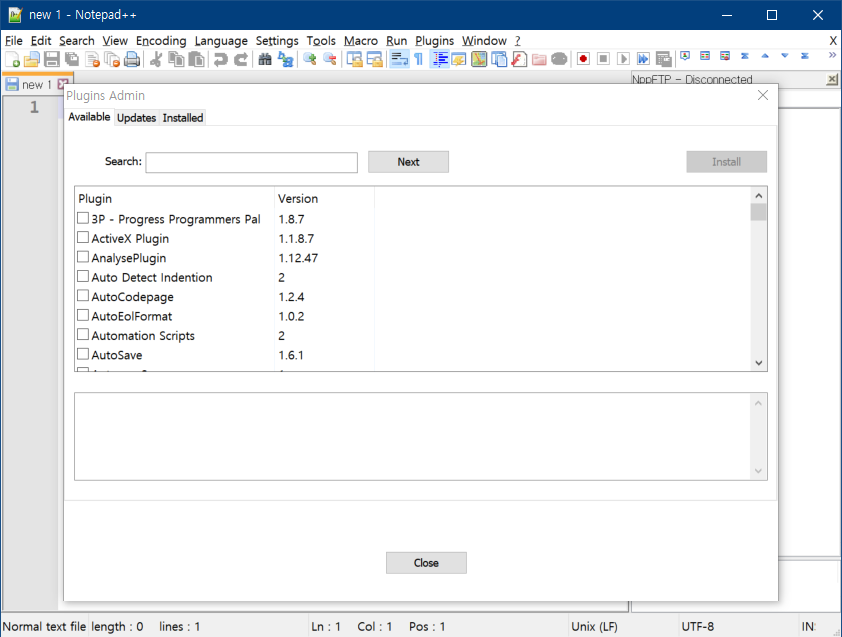 new 1 - Notepad++
File Edit Search View Encoding Language Settings Tools Macro Run Plugins Window ? X
new 1
NppFTP - Disconnected
1
Plugins Admin
Available Updates Installed
Search: Next Install
Plugin Version
3P - Progress Programmers Pal 1.8.7
ActiveX Plugin 1.1.8.7
AnalysePlugin 1.12.47
Auto Detect Indention 2
AutoCodepage 1.2.4
AutoEolFormat 1.0.2
Automation Scripts 2
AutoSave 1.6.1
Close
Normal text file length : 0 lines : 1 Ln : 1 Col : 1 Pos : 1 Unix (LF) UTF-8 IN: